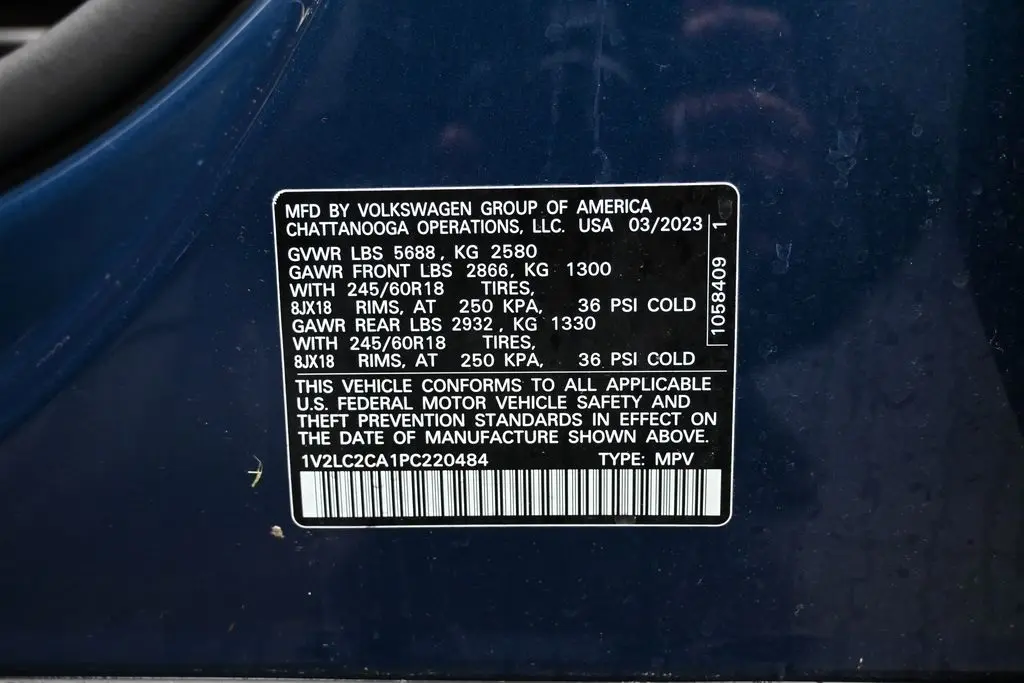 MFD BY VOLKSWAGEN GROUP OF AMERICA
CHATTANOOGA OPERATIONS, LLC. USA 03/2023
GVWR LBS 5688, KG 2580
GAWR FRONT LBS 2866, KG 1300
WITH 245/60R18 TIRES,
8JX18 RIMS, AT 250 KPA, 36 PSI COLD
GAWR REAR LBS 2932, KG 1330
WITH 245/60R18 TIRES,
8JX18 RIMS, AT 250 KPA, 36 PSI COLD
1058409 1
THIS VEHICLE CONFORMS TO ALL APPLICABLE
U.S. FEDERAL MOTOR VEHICLE SAFETY AND
THEFT PREVENTION STANDARDS IN EFFECT ON
THE DATE OF MANUFACTURE SHOWN ABOVE.
1V2LC2CA1PC220484 TYPE: MPV